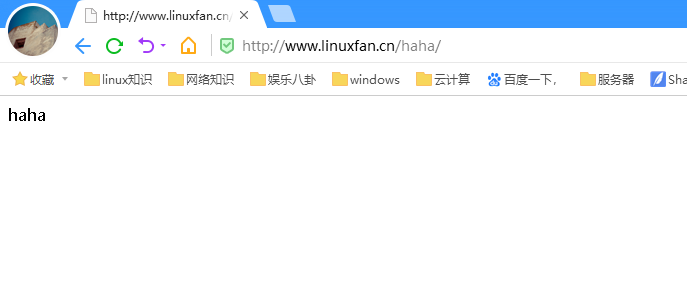 http://www.linuxfan.cn/
http://www.linuxfan.cn/haha/
收藏 linux知识 网络知识 娱乐八卦 windows 云计算 百度一下， 服务器 Sha
haha